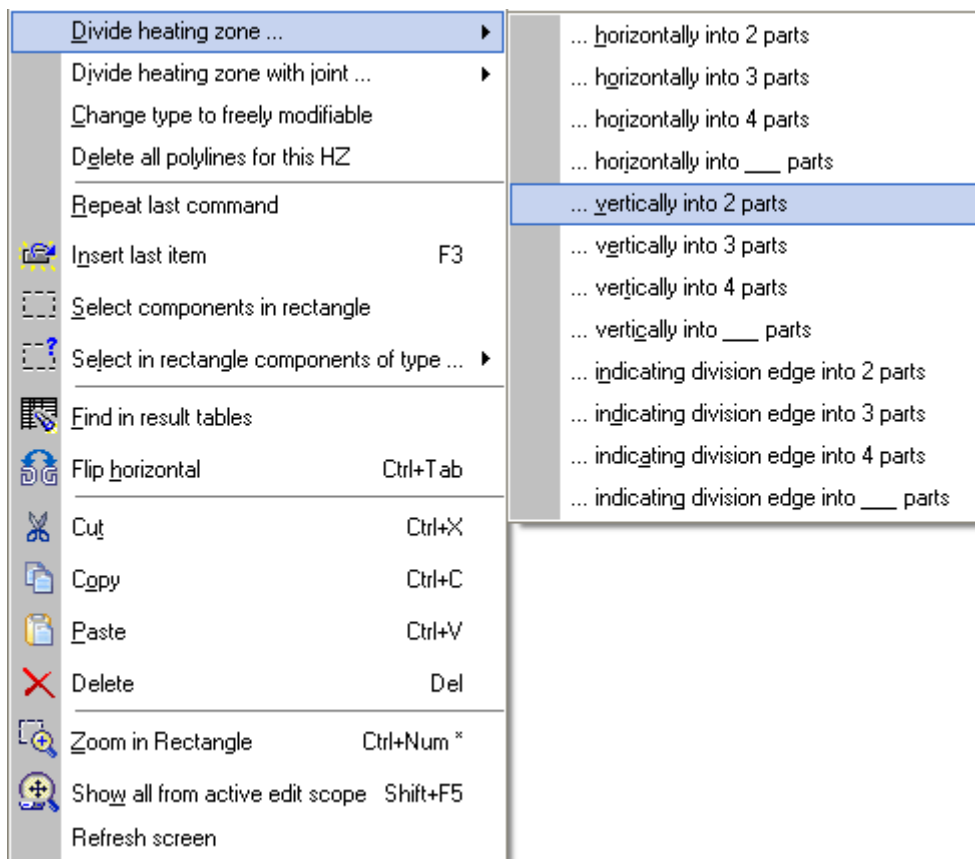 Divide heating zone ...
Divide heating zone with joint ...
Change type to freely modifiable
Delete all polylines for this HZ
Repeat last command
Insert last item F3
Select components in rectangle
Select in rectangle components of type ...
Find in result tables
Flip horizontal Ctrl+Tab
Cut Ctrl+X
Copy Ctrl+C
Paste Ctrl+V
Delete Del
Zoom in Rectangle Ctrl+Num *
Show all from active edit scope Shift+F5
Refresh screen
... horizontally into 2 parts
... horizontally into 3 parts
... horizontally into 4 parts
... horizontally into ___ parts
... vertically into 2 parts
... vertically into 3 parts
... vertically into 4 parts
... vertically into ___ parts
... indicating division edge into 2 parts
... indicating division edge into 3 parts
... indicating division edge into 4 parts
... indicating division edge into ___ parts